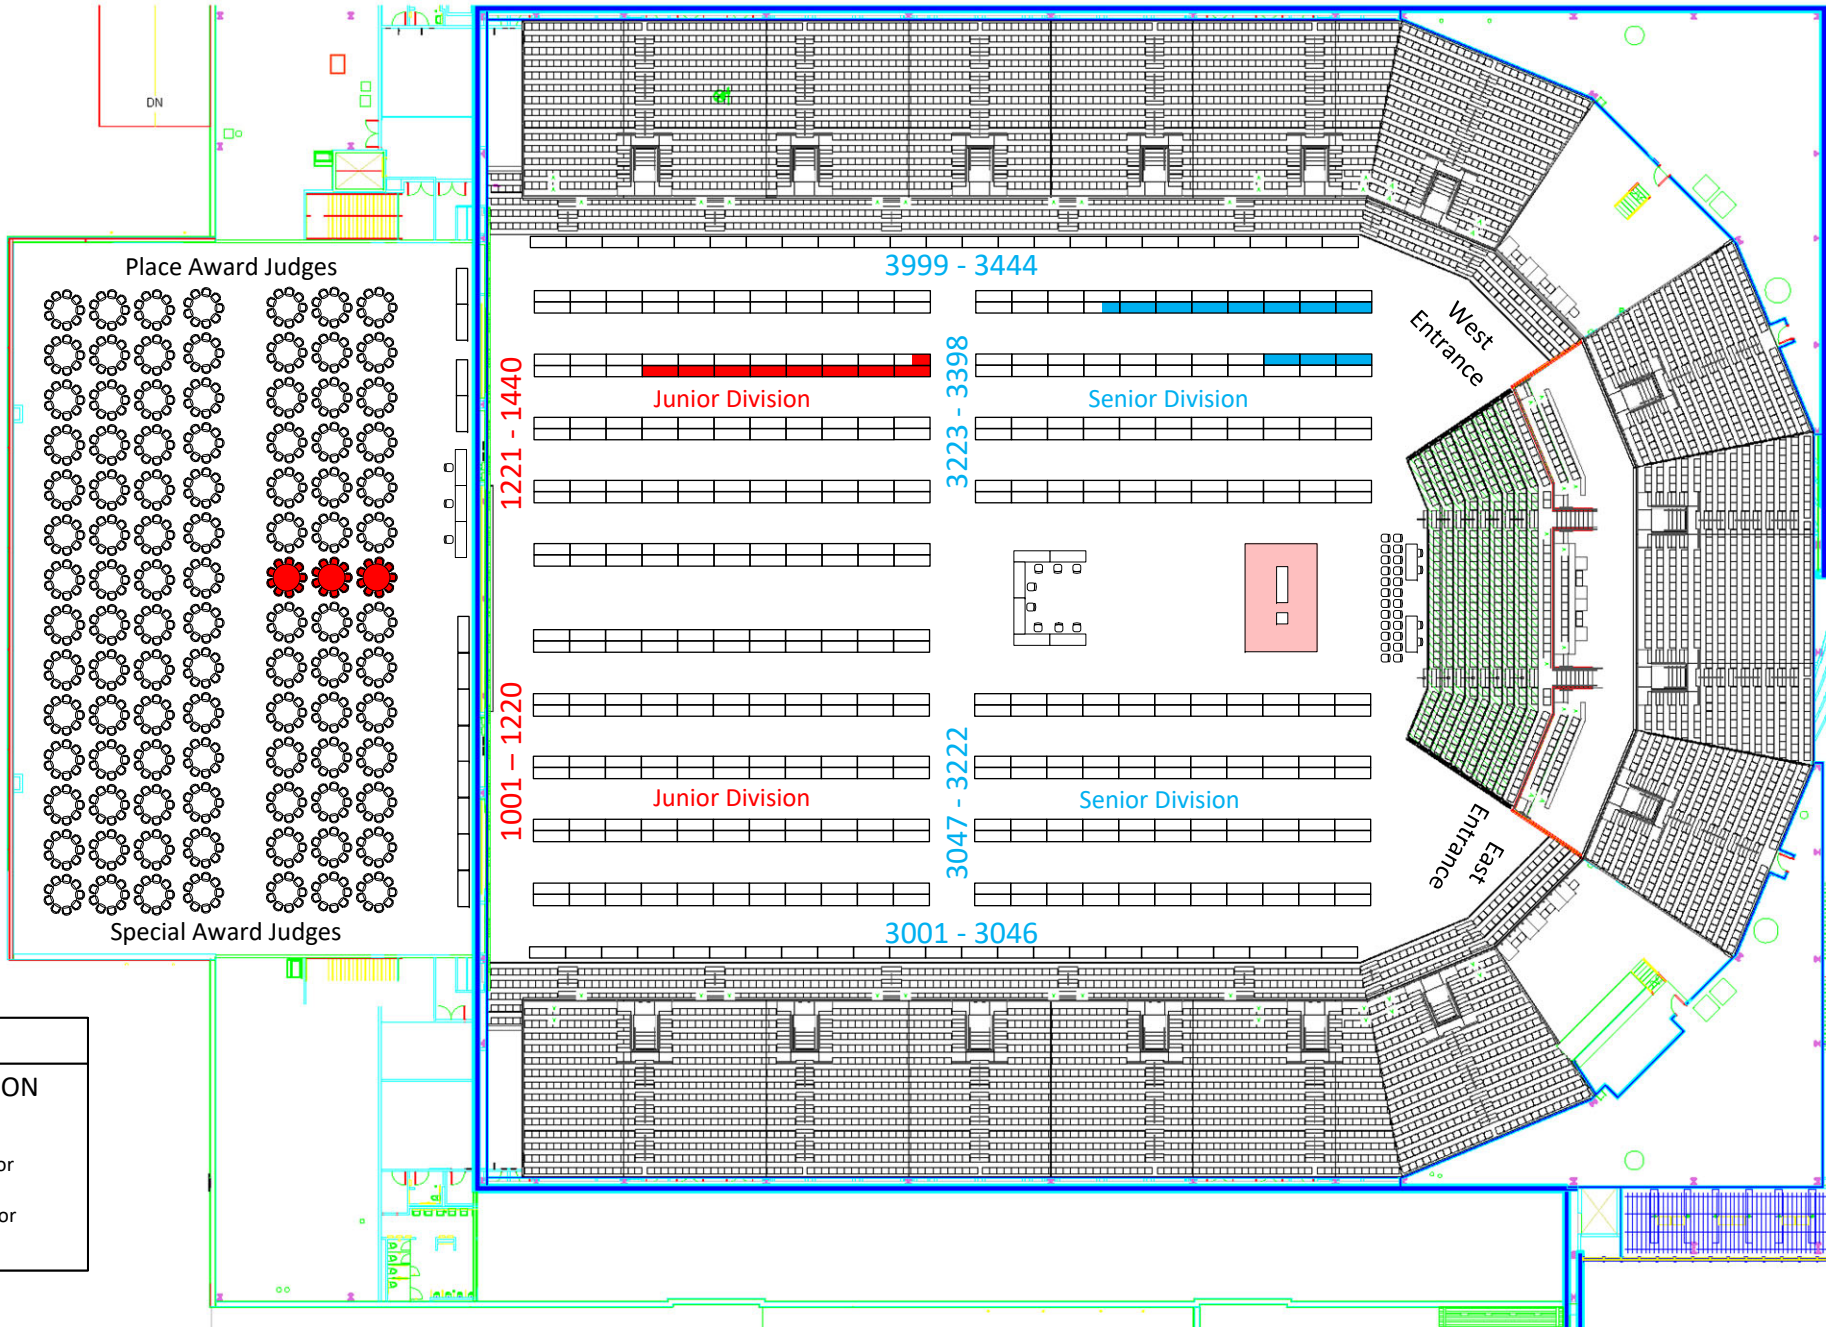 DN
Place Award Judges
3999 - 3444
West
Entrance
1221 - 1440
3223 - 3398
Junior Division
Senior Division
1001 – 1220
3047 - 3222
Junior Division
Senior Division
East
Entrance
Special Award Judges
3001 - 3046
ON
or
or